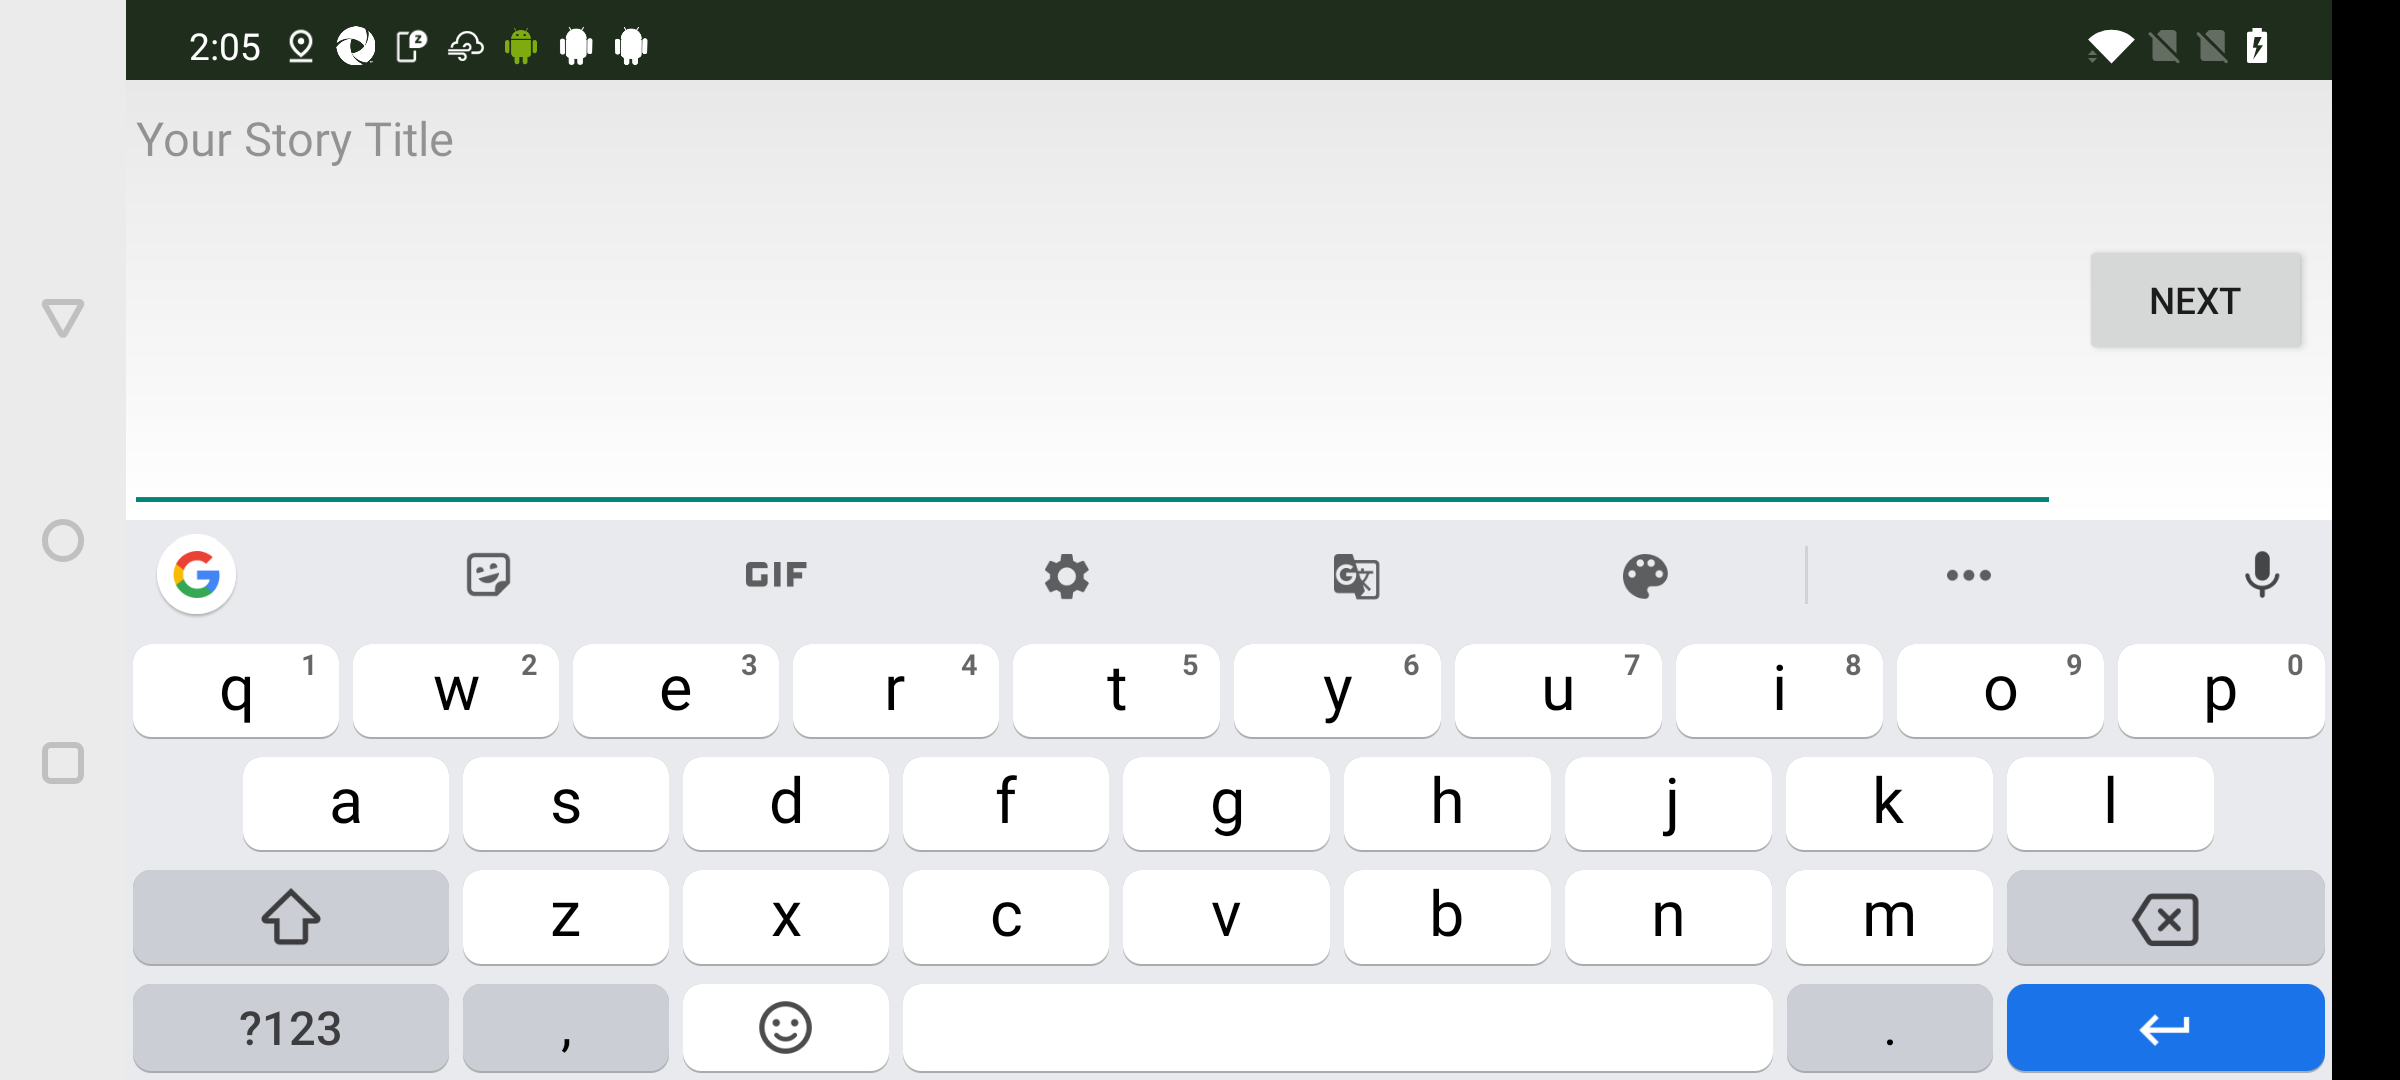 2:05
Your Story Title
NEXT
GIF
q 1 w 2 e 3 r 4 t 5 y 6 u 7 i 8 o 9 p 0
a s d f g h j k l
z x c v b n m
?123 , .